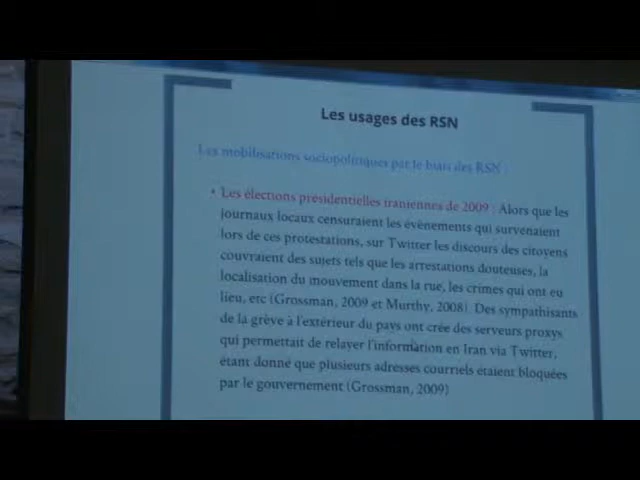 Les usages des RSN
Les mobilisations sociopolitiques par le biais des RSN :
• Les élections présidentielles iraniennes de 2009 : Alors que les
journaux locaux censuraient les évènements qui survenaient
lors de ces protestations, sur Twitter les discours des citoyens
couvraient des sujets tels que les arrestations douteuses, la
localisation du mouvement dans la rue, les crimes qui ont eu
lieu, etc (Grossman, 2009 et Murthy, 2008). Des sympathisants
de la grève à l'extérieur du pays ont crée des serveurs proxys
qui permettait de relayer l'information en Iran via Twitter,
étant donné que plusieurs adresses courriels étaient bloquées
par le gouvernement (Grossman, 2009)